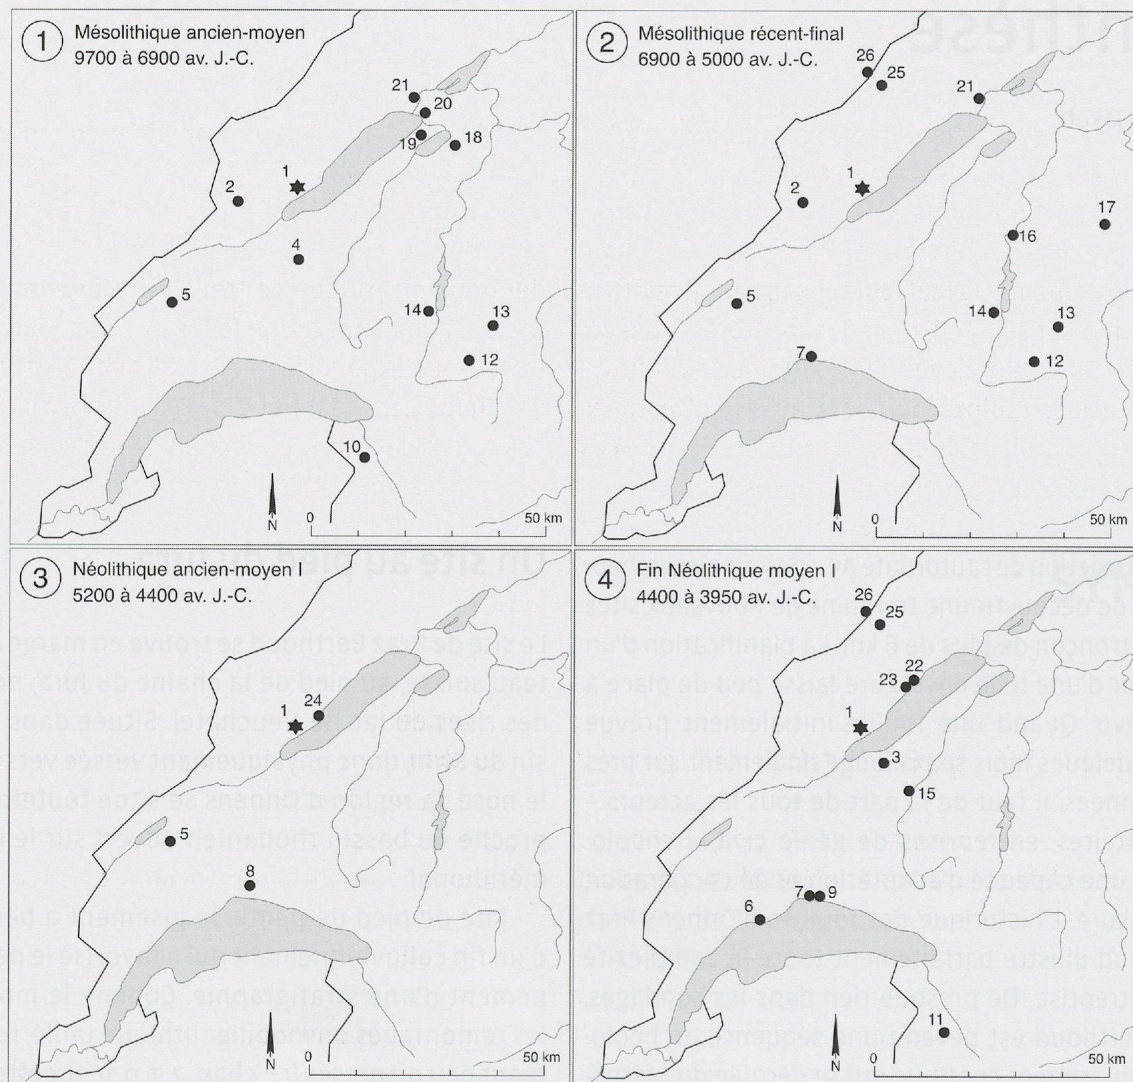 1
Mésolithique ancien-moyen
9700 à 6900 av. J.-C.
21
20
19
18
1
2
4
5
14
13
12
10
N
0
50 km
2
Mésolithique récent-final
6900 à 5000 av. J.-C.
26
25
21
1
2
17
16
5
14
13
7
12
N
0
50 km
3
Néolithique ancien-moyen I
5200 à 4400 av. J.-C.
24
1
5
8
N
0
50 km
4
Fin Néolithique moyen I
4400 à 3950 av. J.-C.
26
25
22
23
1
3
15
7
9
6
11
N
0
50 km